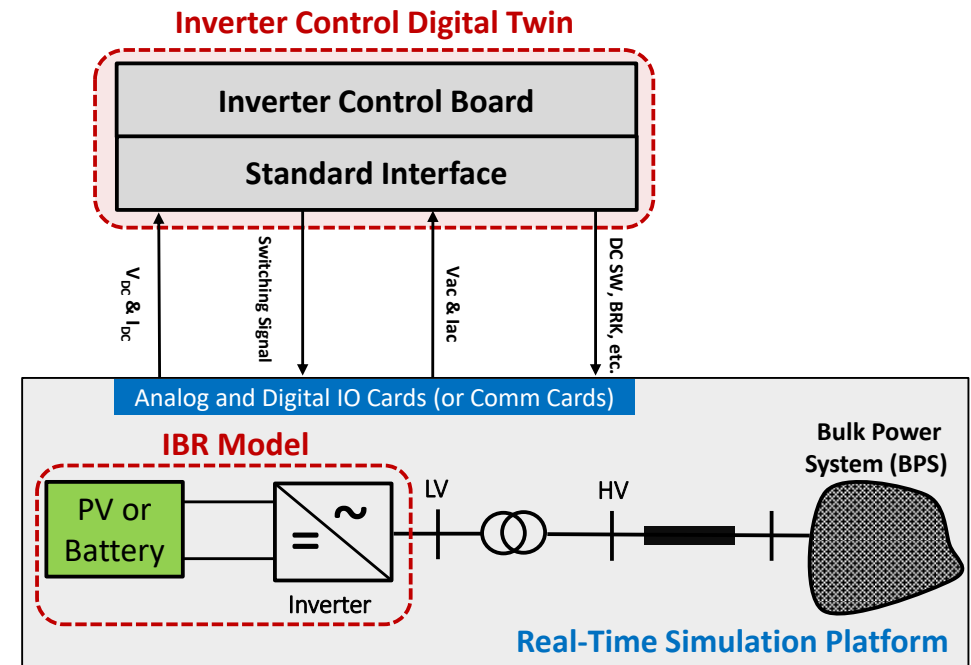 Inverter Control Digital Twin
Inverter Control Board
Standard Interface
V_DC & I_DC
Switching Signal
Vac & Iac
DC SW, BRK, etc.
Analog and Digital IO Cards (or Comm Cards)
IBR Model
Bulk Power
System (BPS)
PV or
Battery
= ~
Inverter
LV
HV
Real-Time Simulation Platform